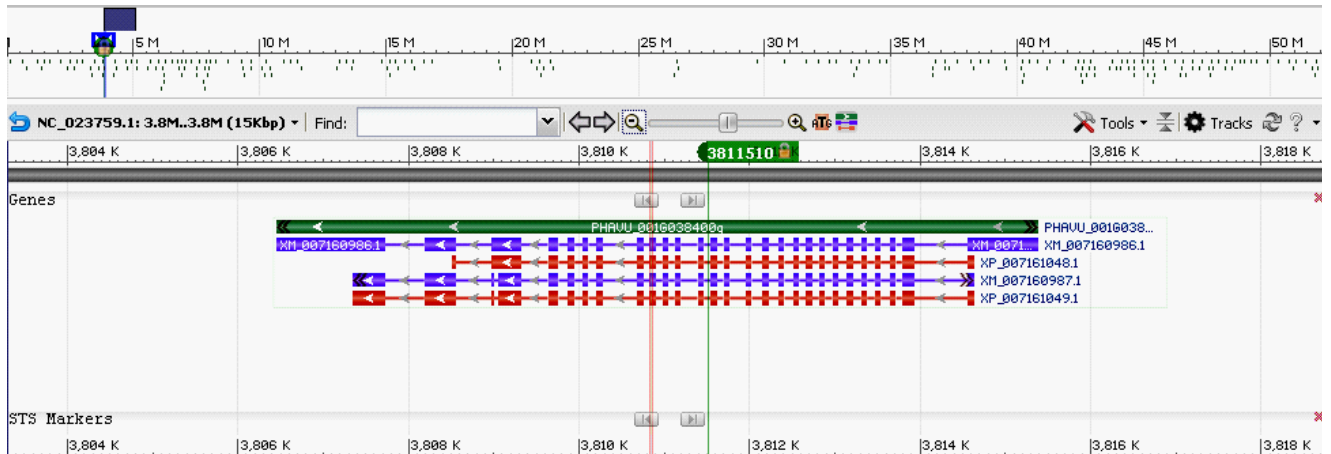 5 M 10 M 15 M 20 M 25 M 30 M 35 M 40 M 45 M 50 M
NC_023759.1: 3.8M..3.8M (15Kbp) Find: ATG Tools Tracks ?
3,804 K 3,806 K 3,808 K 3,810 K 3811510 K 3,814 K 3,816 K 3,818 K
Genes
PHAVU_001G038400g PHAVU_001G038...
XM_007160986.1 XM_0071... XM_007160986.1
XP_007161048.1
XM_007160987.1
XP_007161049.1
STS Markers
3,804 K 3,806 K 3,808 K 3,810 K 3,812 K 3,814 K 3,816 K 3,818 K